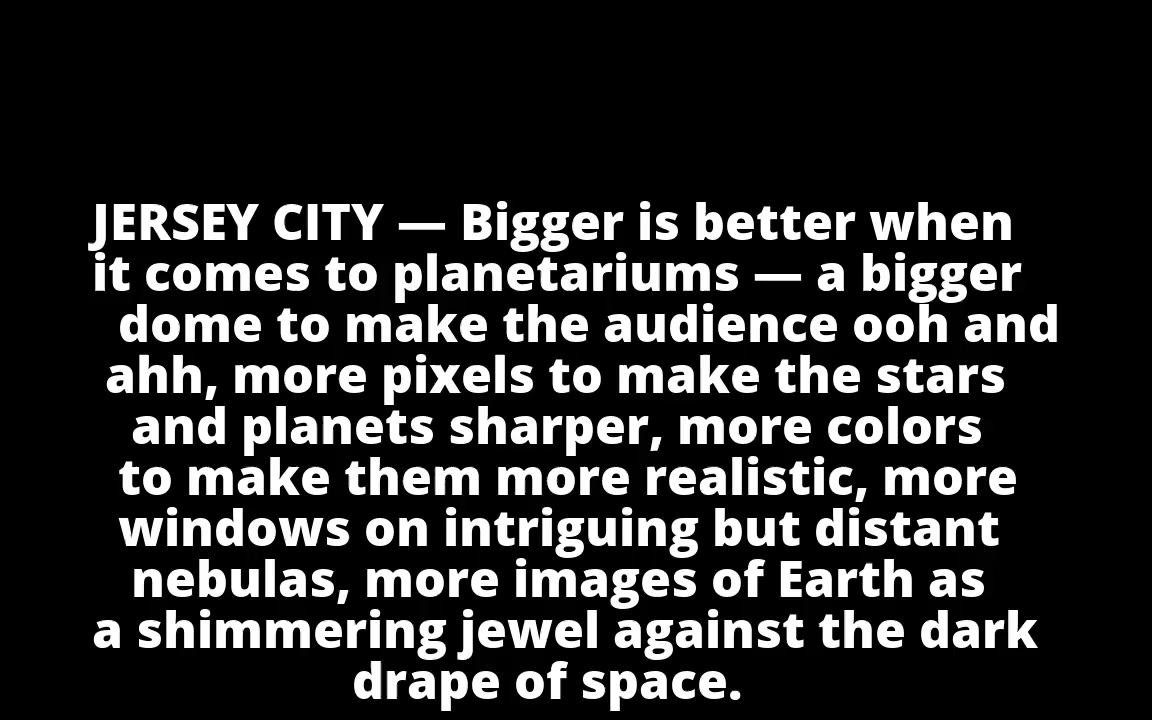 JERSEY CITY — Bigger is better when
it comes to planetariums — a bigger
dome to make the audience ooh and
ahh, more pixels to make the stars
and planets sharper, more colors
to make them more realistic, more
windows on intriguing but distant
nebulas, more images of Earth as
a shimmering jewel against the dark
drape of space.